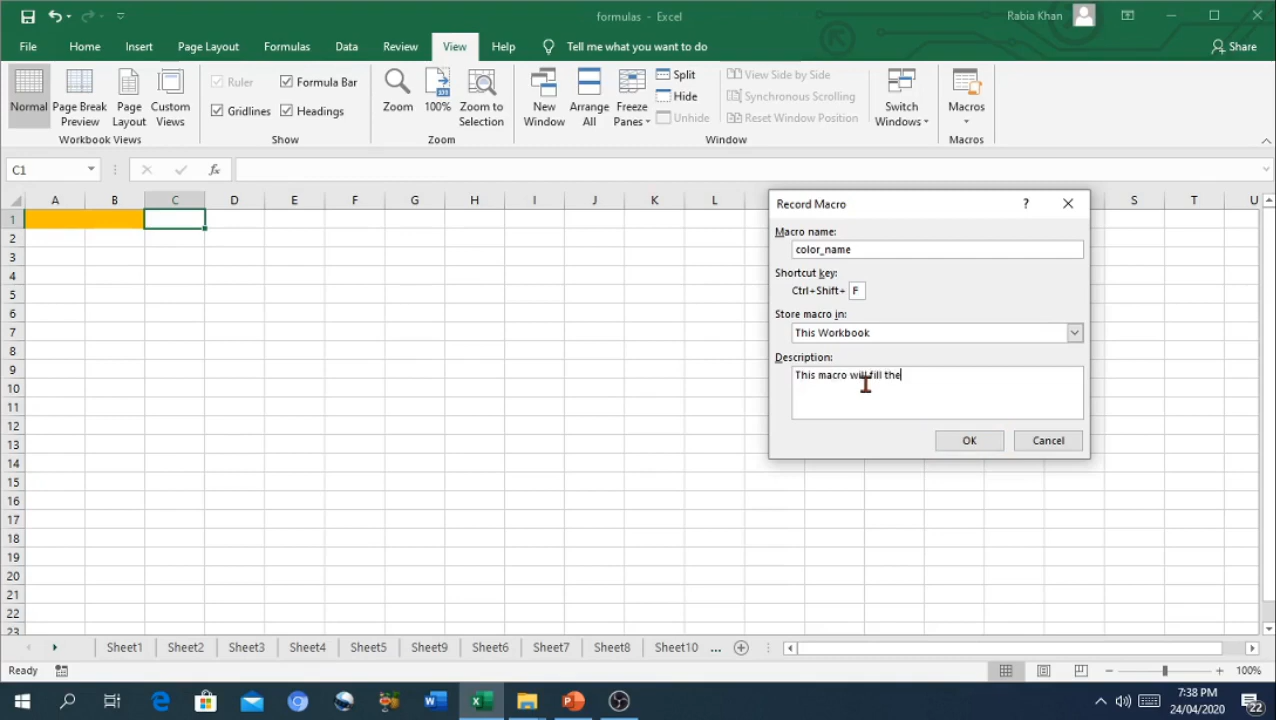 formulas - Excel
Rabia Khan
File Home Insert Page Layout Formulas Data Review View Help Tell me what you want to do Share
Normal
Page Break Preview
Page Layout
Custom Views
Workbook Views
Ruler
Formula Bar
Gridlines
Headings
Show
Zoom
100%
Zoom to Selection
Zoom
New Window
Arrange All
Freeze Panes
Split
Hide
Unhide
View Side by Side
Synchronous Scrolling
Reset Window Position
Window
Switch Windows
Macros
Macros
C1
fx
A B C D E F G H I J K L S T U
1
2
3
4
5
6
7
8
9
10
11
12
13
14
15
16
17
18
19
20
21
22
23
Record Macro ?
Macro name:
color_name
Shortcut key:
Ctrl+Shift+ F
Store macro in:
This Workbook
Description:
This macro will fill the
OK Cancel
Sheet1 Sheet2 Sheet3 Sheet4 Sheet5 Sheet9 Sheet6 Sheet7 Sheet8 Sheet10 ...
Ready
100%
7:38 PM
24/04/2020
22